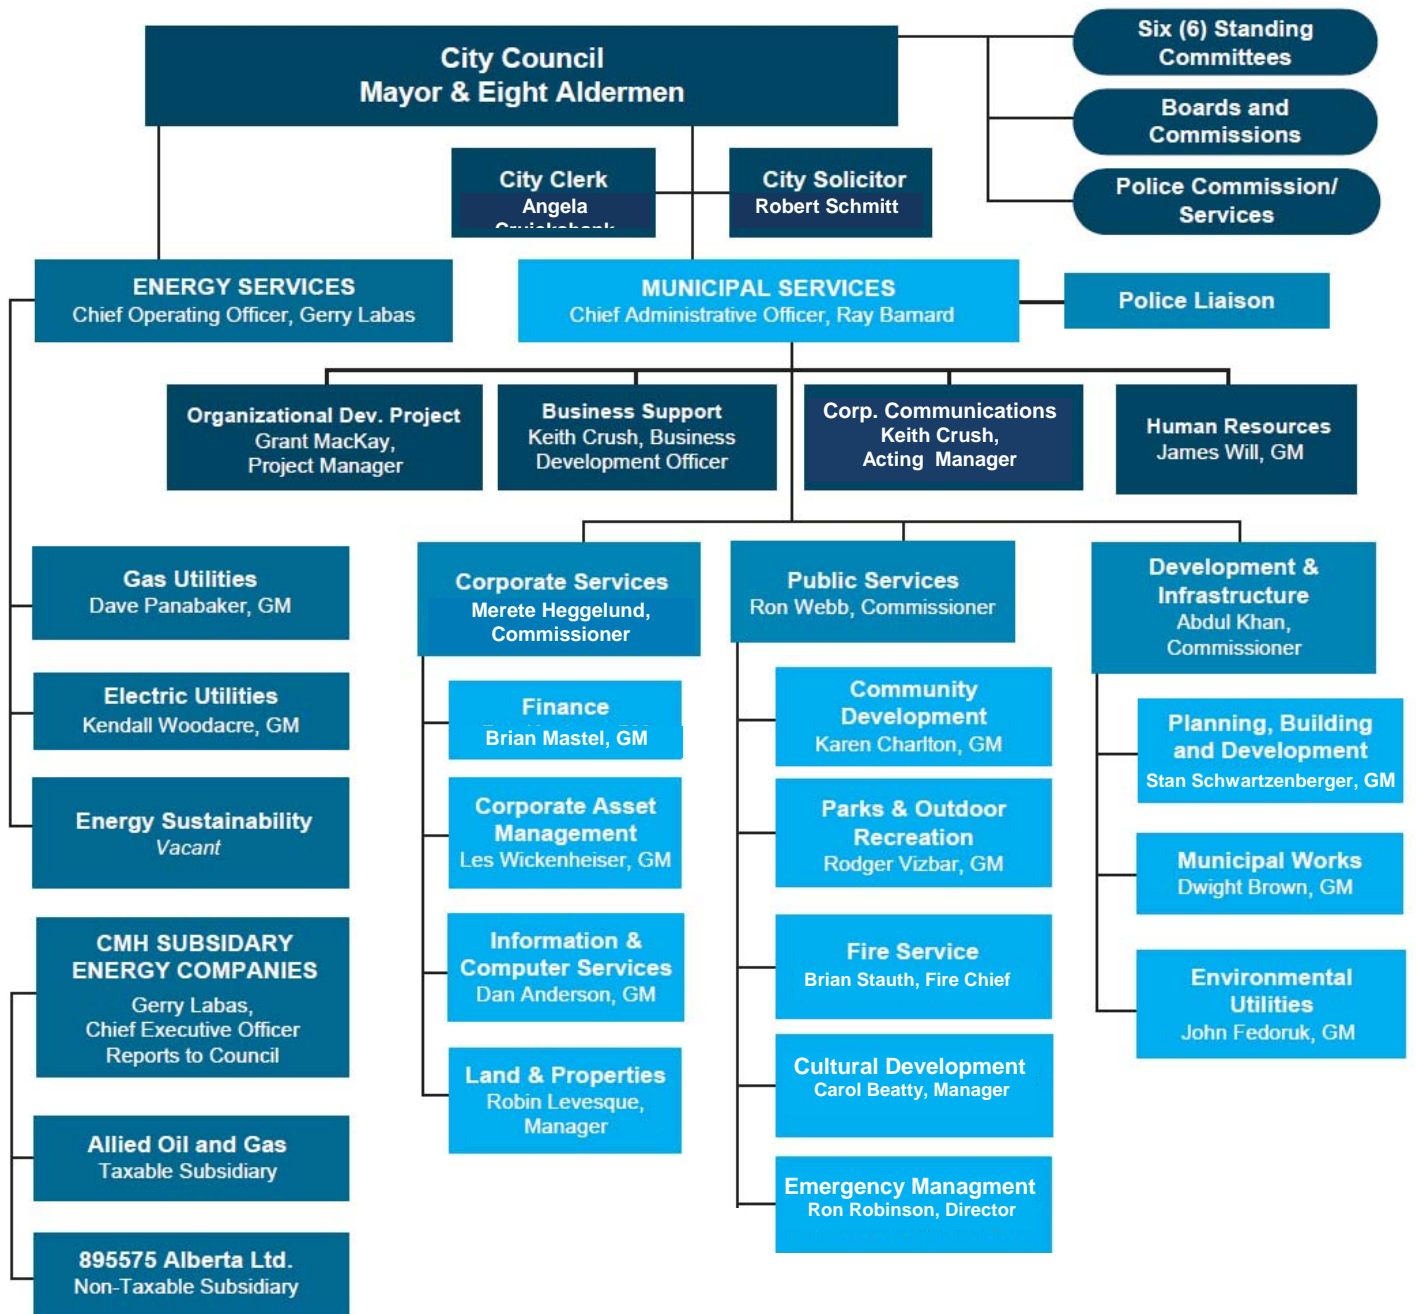 City Council
Mayor & Eight Aldermen
Six (6) Standing
Committees
Boards and
Commissions
Police Commission/
Services
City Clerk
Angela
City Solicitor
Robert Schmitt
ENERGY SERVICES
Chief Operating Officer, Gerry Labas
MUNICIPAL SERVICES
Chief Administrative Officer, Ray Barnard
Police Liaison
Organizational Dev. Project
Grant MacKay,
Project Manager
Business Support
Keith Crush, Business
Development Officer
Corp. Communications
Keith Crush,
Acting Manager
Human Resources
James Will, GM
Gas Utilities
Dave Panabaker, GM
Electric Utilities
Kendall Woodacre, GM
Energy Sustainability
Vacant
CMH SUBSIDARY
ENERGY COMPANIES
Gerry Labas,
Chief Executive Officer
Reports to Council
Allied Oil and Gas
Taxable Subsidiary
895575 Alberta Ltd.
Non-Taxable Subsidiary
Corporate Services
Merete Heggelund,
Commissioner
Finance
Brian Mastel, GM
Corporate Asset
Management
Les Wickenheiser, GM
Information &
Computer Services
Dan Anderson, GM
Land & Properties
Robin Levesque,
Manager
Public Services
Ron Webb, Commissioner
Community
Development
Karen Charlton, GM
Parks & Outdoor
Recreation
Rodger Vizbar, GM
Fire Service
Brian Stauth, Fire Chief
Cultural Development
Carol Beatty, Manager
Emergency Managment
Ron Robinson, Director
Development &
Infrastructure
Abdul Khan,
Commissioner
Planning, Building
and Development
Stan Schwartzenberger, GM
Municipal Works
Dwight Brown, GM
Environmental
Utilities
John Fedoruk, GM